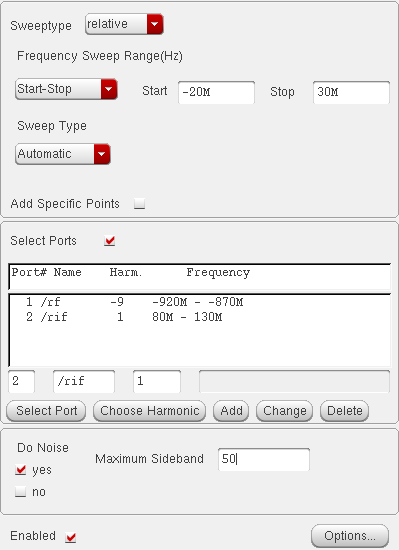 Sweeptype relative
Frequency Sweep Range(Hz)
Start-Stop Start -20M Stop 30M
Sweep Type
Automatic
Add Specific Points
Select Ports
Port# Name Harm. Frequency
1 /rf -9 -920M - -870M
2 /rif 1 80M - 130M
2 /rif 1
Select Port Choose Harmonic Add Change Delete
Do Noise
yes Maximum Sideband 50
no
Enabled Options...